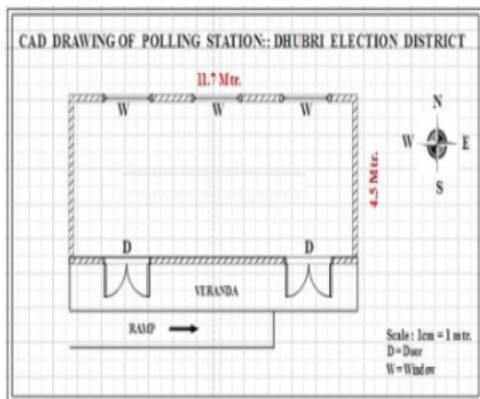 CAD DRAWING OF POLLING STATION:: DHUBRI ELECTION DISTRICT
11.7 Mtr.
W W W
N
W E
S
4.5 Mtr.
D D
VERANDA
RAMP
Scale : 1cm = 1 mtr.
D=Door
W=Window